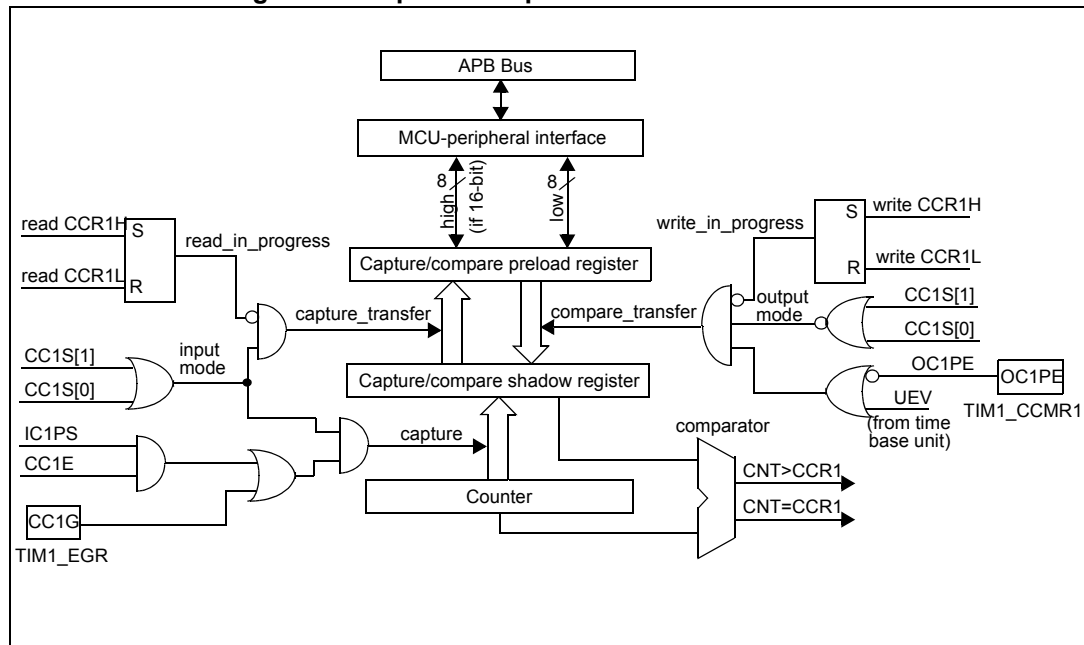 APB Bus
MCU-peripheral interface
8
high
(if 16-bit)
8
low
read CCR1H
S
read_in_progress
read CCR1L
R
write_in_progress
S
write CCR1H
R
write CCR1L
Capture/compare preload register
capture_transfer
compare_transfer
output
mode
CC1S[1]
CC1S[0]
CC1S[1]
CC1S[0]
input
mode
Capture/compare shadow register
OC1PE
OC1PE
UEV
TIM1_CCMR1
(from time
base unit)
IC1PS
CC1E
capture
comparator
Counter
CNT>CCR1
CNT=CCR1
CC1G
TIM1_EGR